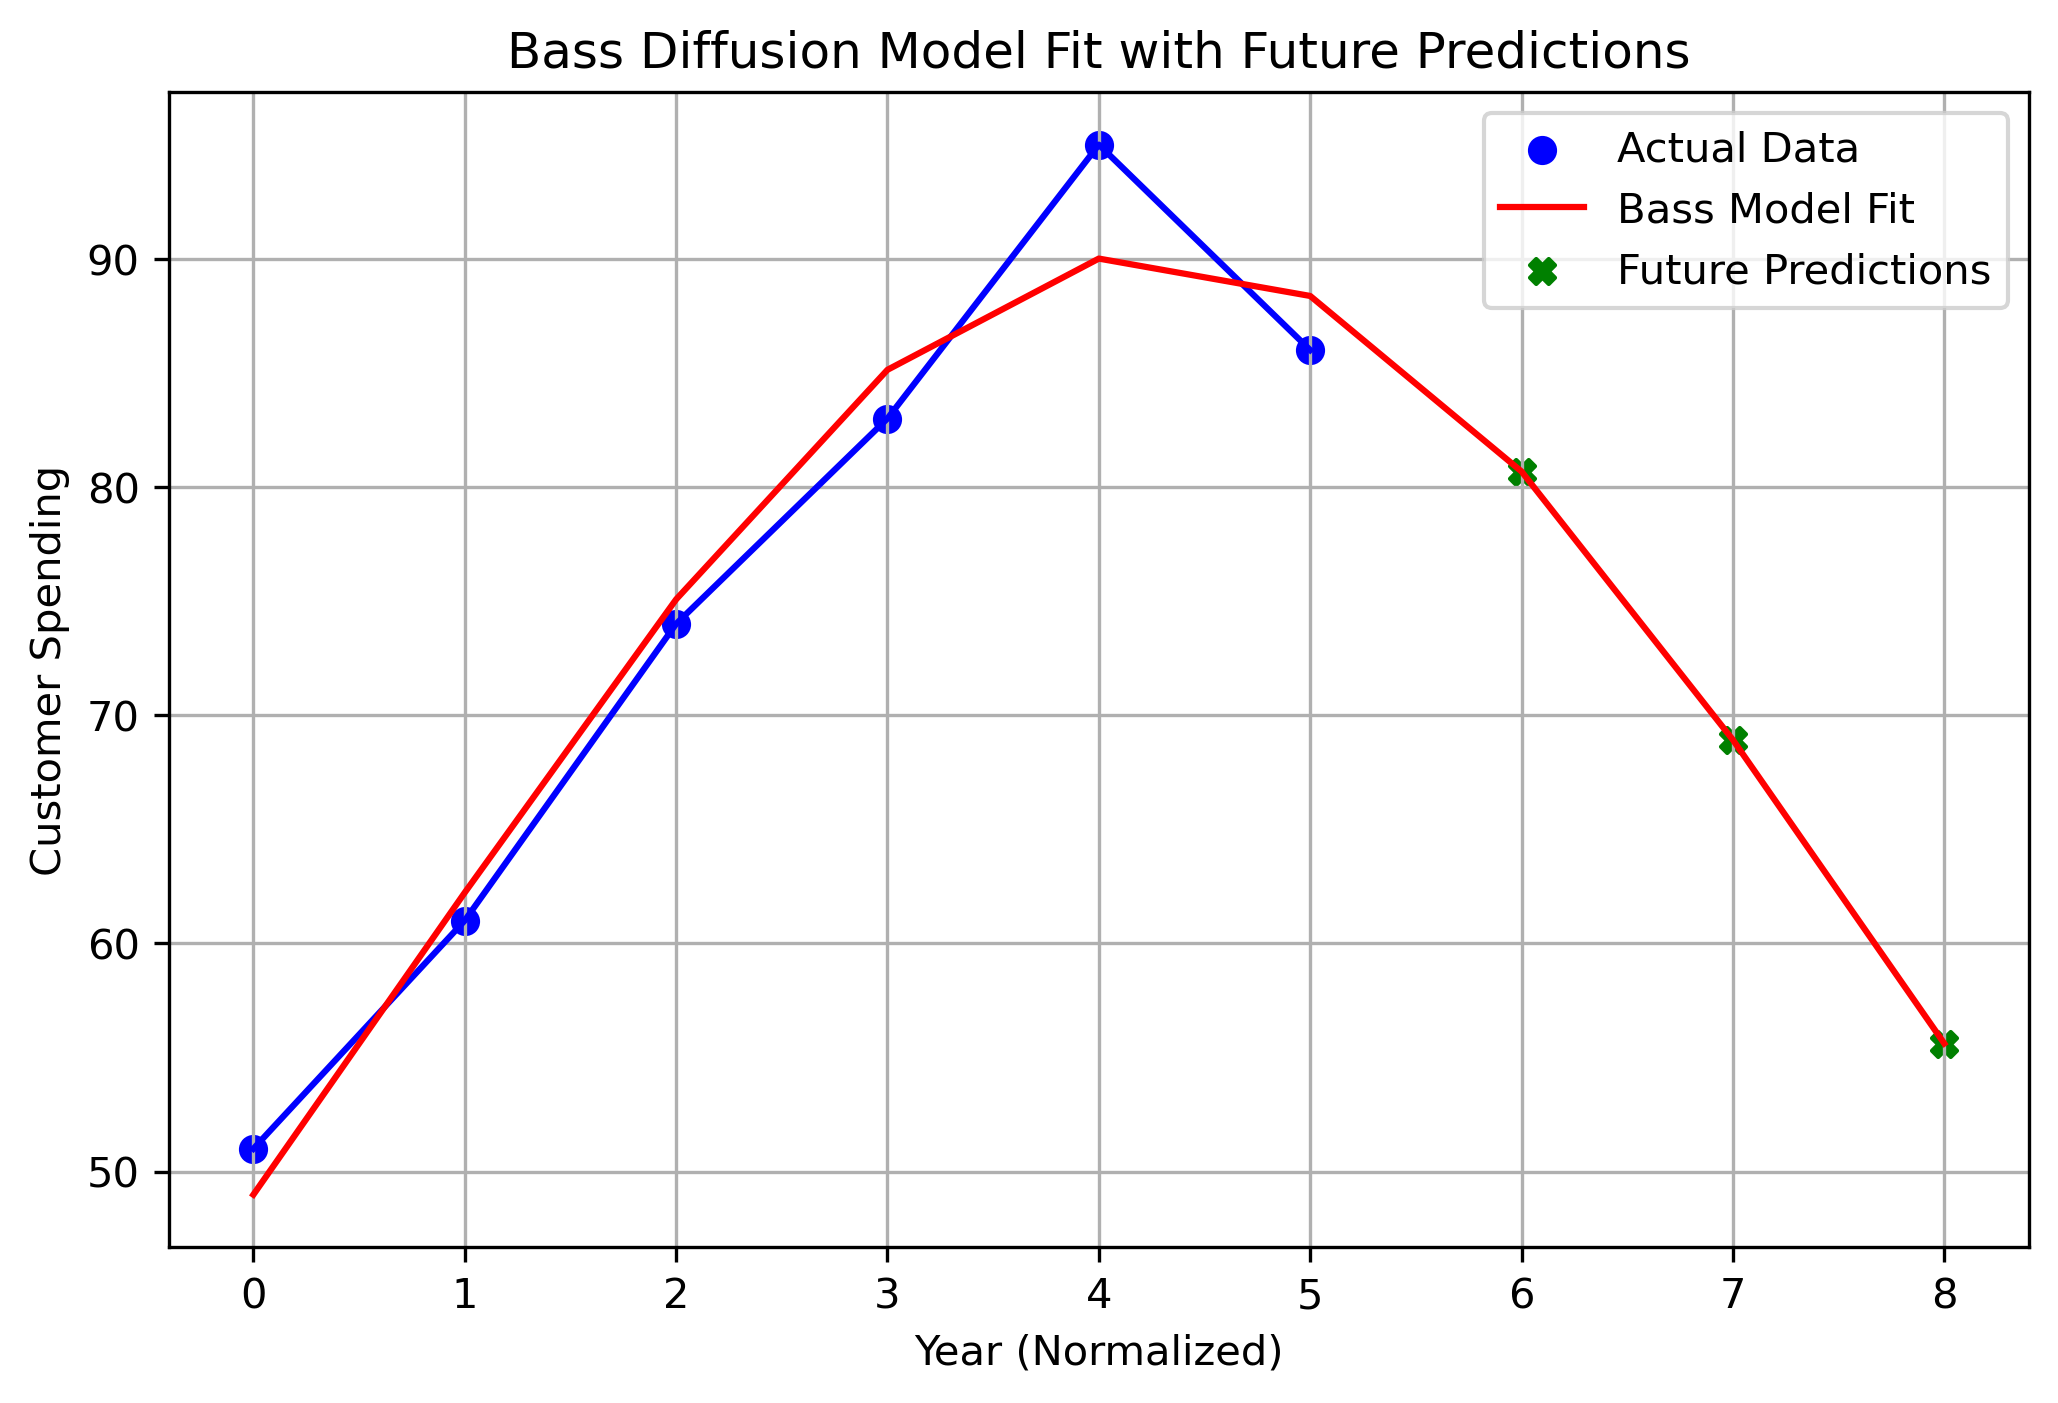 Bass Diffusion Model Fit with Future Predictions
Actual Data
Bass Model Fit
Future Predictions
Customer Spending
90
80
70
60
50
0 1 2 3 4 5 6 7 8
Year (Normalized)